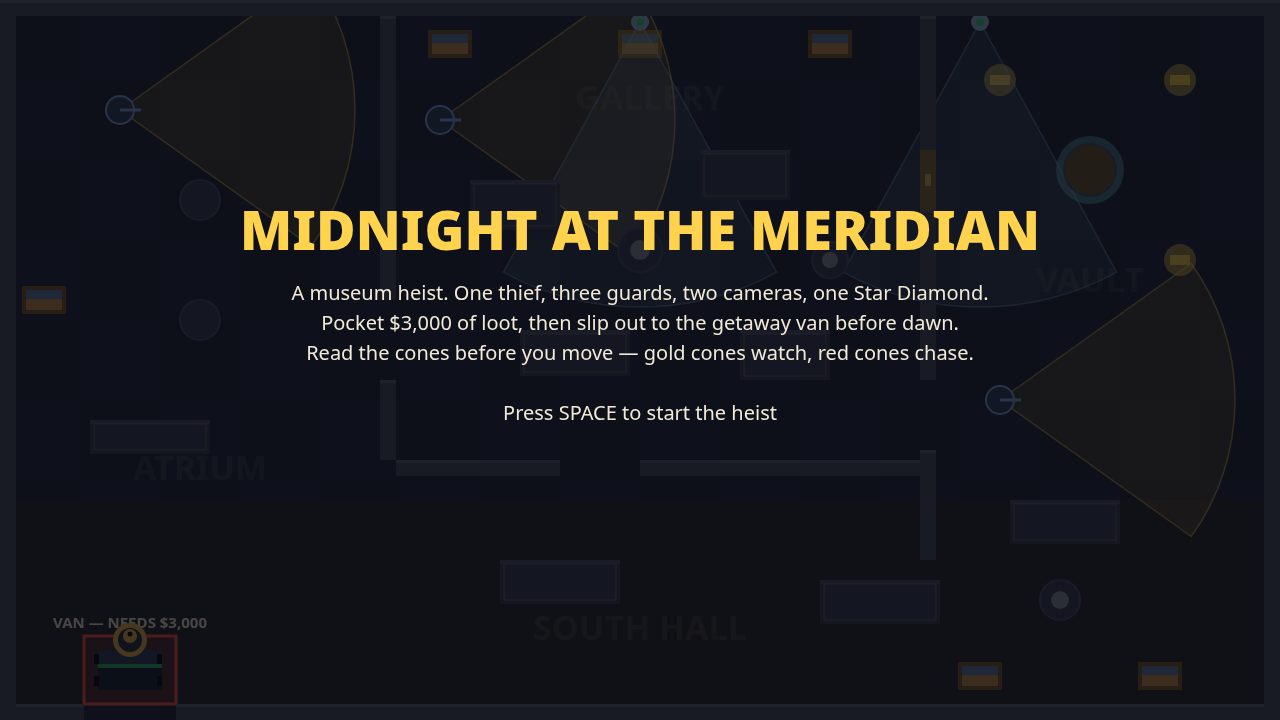 GALLERY
MIDNIGHT AT THE MERIDIAN
VAULT
A museum heist. One thief, three guards, two cameras, one Star Diamond.
Pocket $3,000 of loot, then slip out to the getaway van before dawn.
Read the cones before you move — gold cones watch, red cones chase.
Press SPACE to start the heist
ATRIUM
VAN — NEEDS $3,000
SOUTH HALL